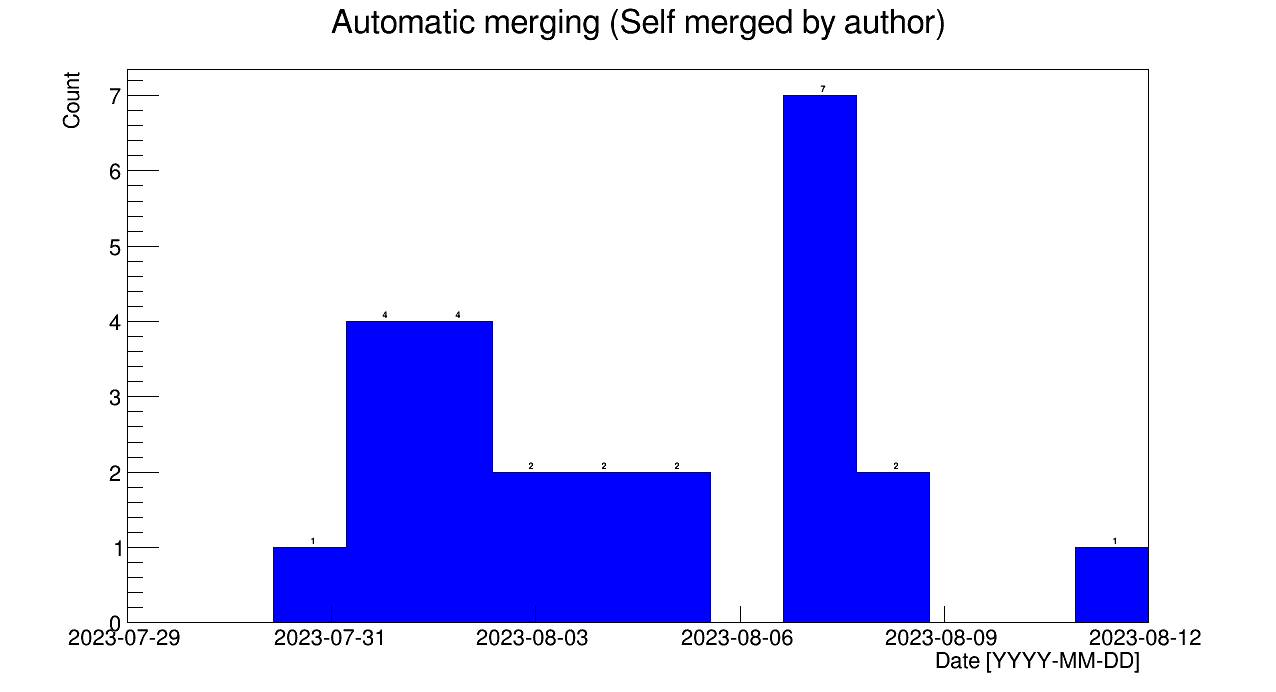 Automatic merging (Self merged by author)
Count
7
7
6
5
4
4 4
3
2
2 2 2 2
1
1 1
0
2023-07-29 2023-07-31 2023-08-03 2023-08-06 2023-08-09 2023-08-12
Date [YYYY-MM-DD]